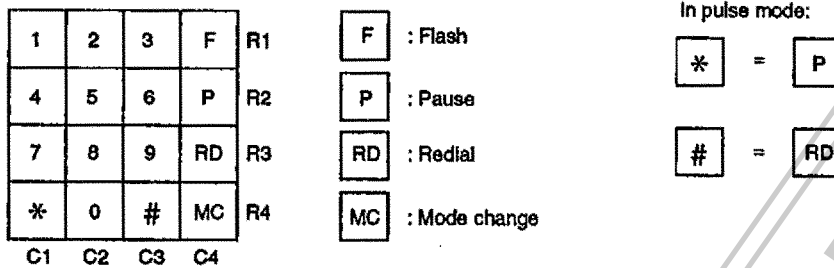 1 2 3 F R1
4 5 6 P R2
7 8 9 RD R3
* 0 # MC R4
C1 C2 C3 C4
F : Flash
P : Pause
RD : Redial
MC : Mode change
In pulse mode:
* = P
# = RD